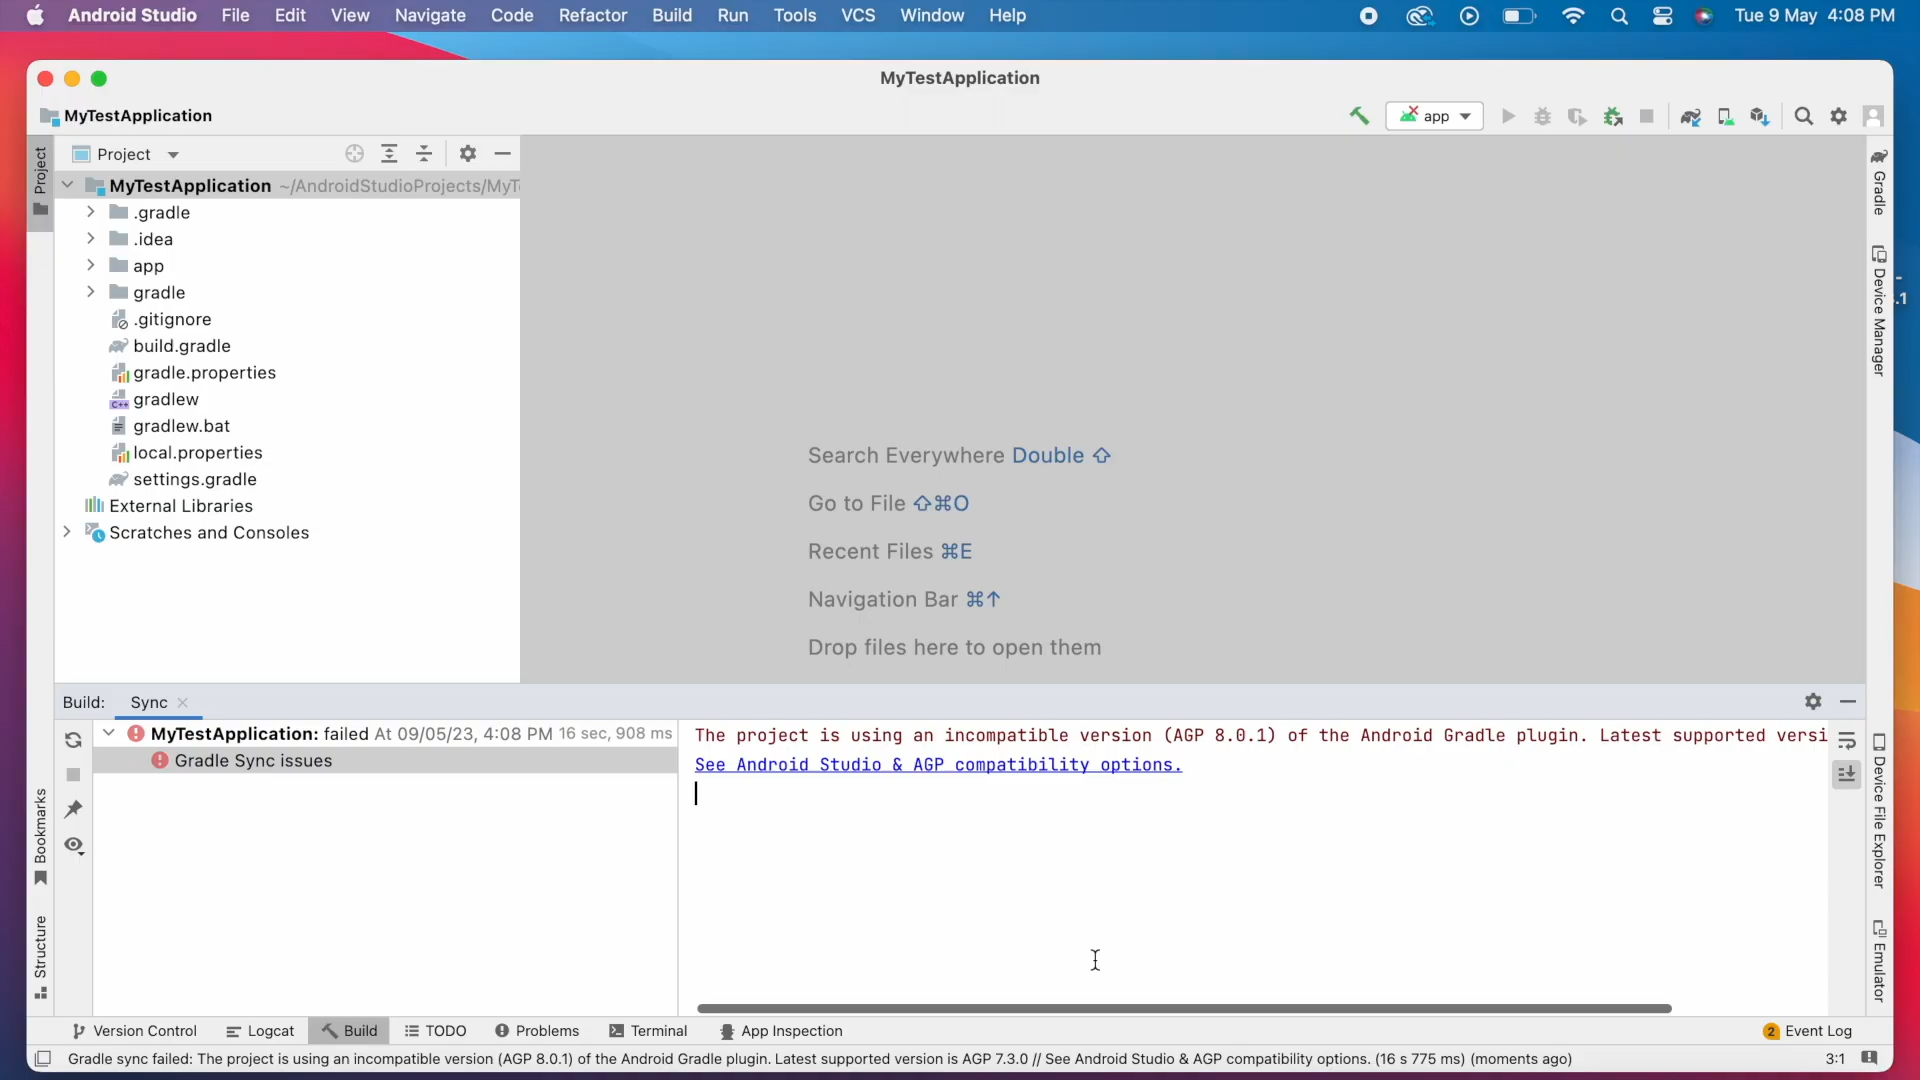 Android Studio File Edit View Navigate Code Refactor Build Run Tools VCS Window Help Tue 9 May 4:08 PM
MyTestApplication
MyTestApplication
app
Project
Project
MyTestApplication ~/AndroidStudioProjects/MyT
.gradle
.idea
app
gradle
.gitignore
build.gradle
gradle.properties
gradlew
gradlew.bat
local.properties
settings.gradle
External Libraries
Scratches and Consoles
Search Everywhere Double ⇧
Go to File ⇧⌘O
Recent Files ⌘E
Navigation Bar ⌘↑
Drop files here to open them
Gradle
Device Manager
.1
Build: Sync
MyTestApplication: failed At 09/05/23, 4:08 PM 16 sec, 908 ms
Gradle Sync issues
The project is using an incompatible version (AGP 8.0.1) of the Android Gradle plugin. Latest supported versi
See Android Studio & AGP compatibility options.
Bookmarks
Structure
Device File Explorer
Emulator
Version Control Logcat Build TODO Problems Terminal App Inspection 2 Event Log
Gradle sync failed: The project is using an incompatible version (AGP 8.0.1) of the Android Gradle plugin. Latest supported version is AGP 7.3.0 // See Android Studio & AGP compatibility options. (16 s 775 ms) (moments ago) 3:1